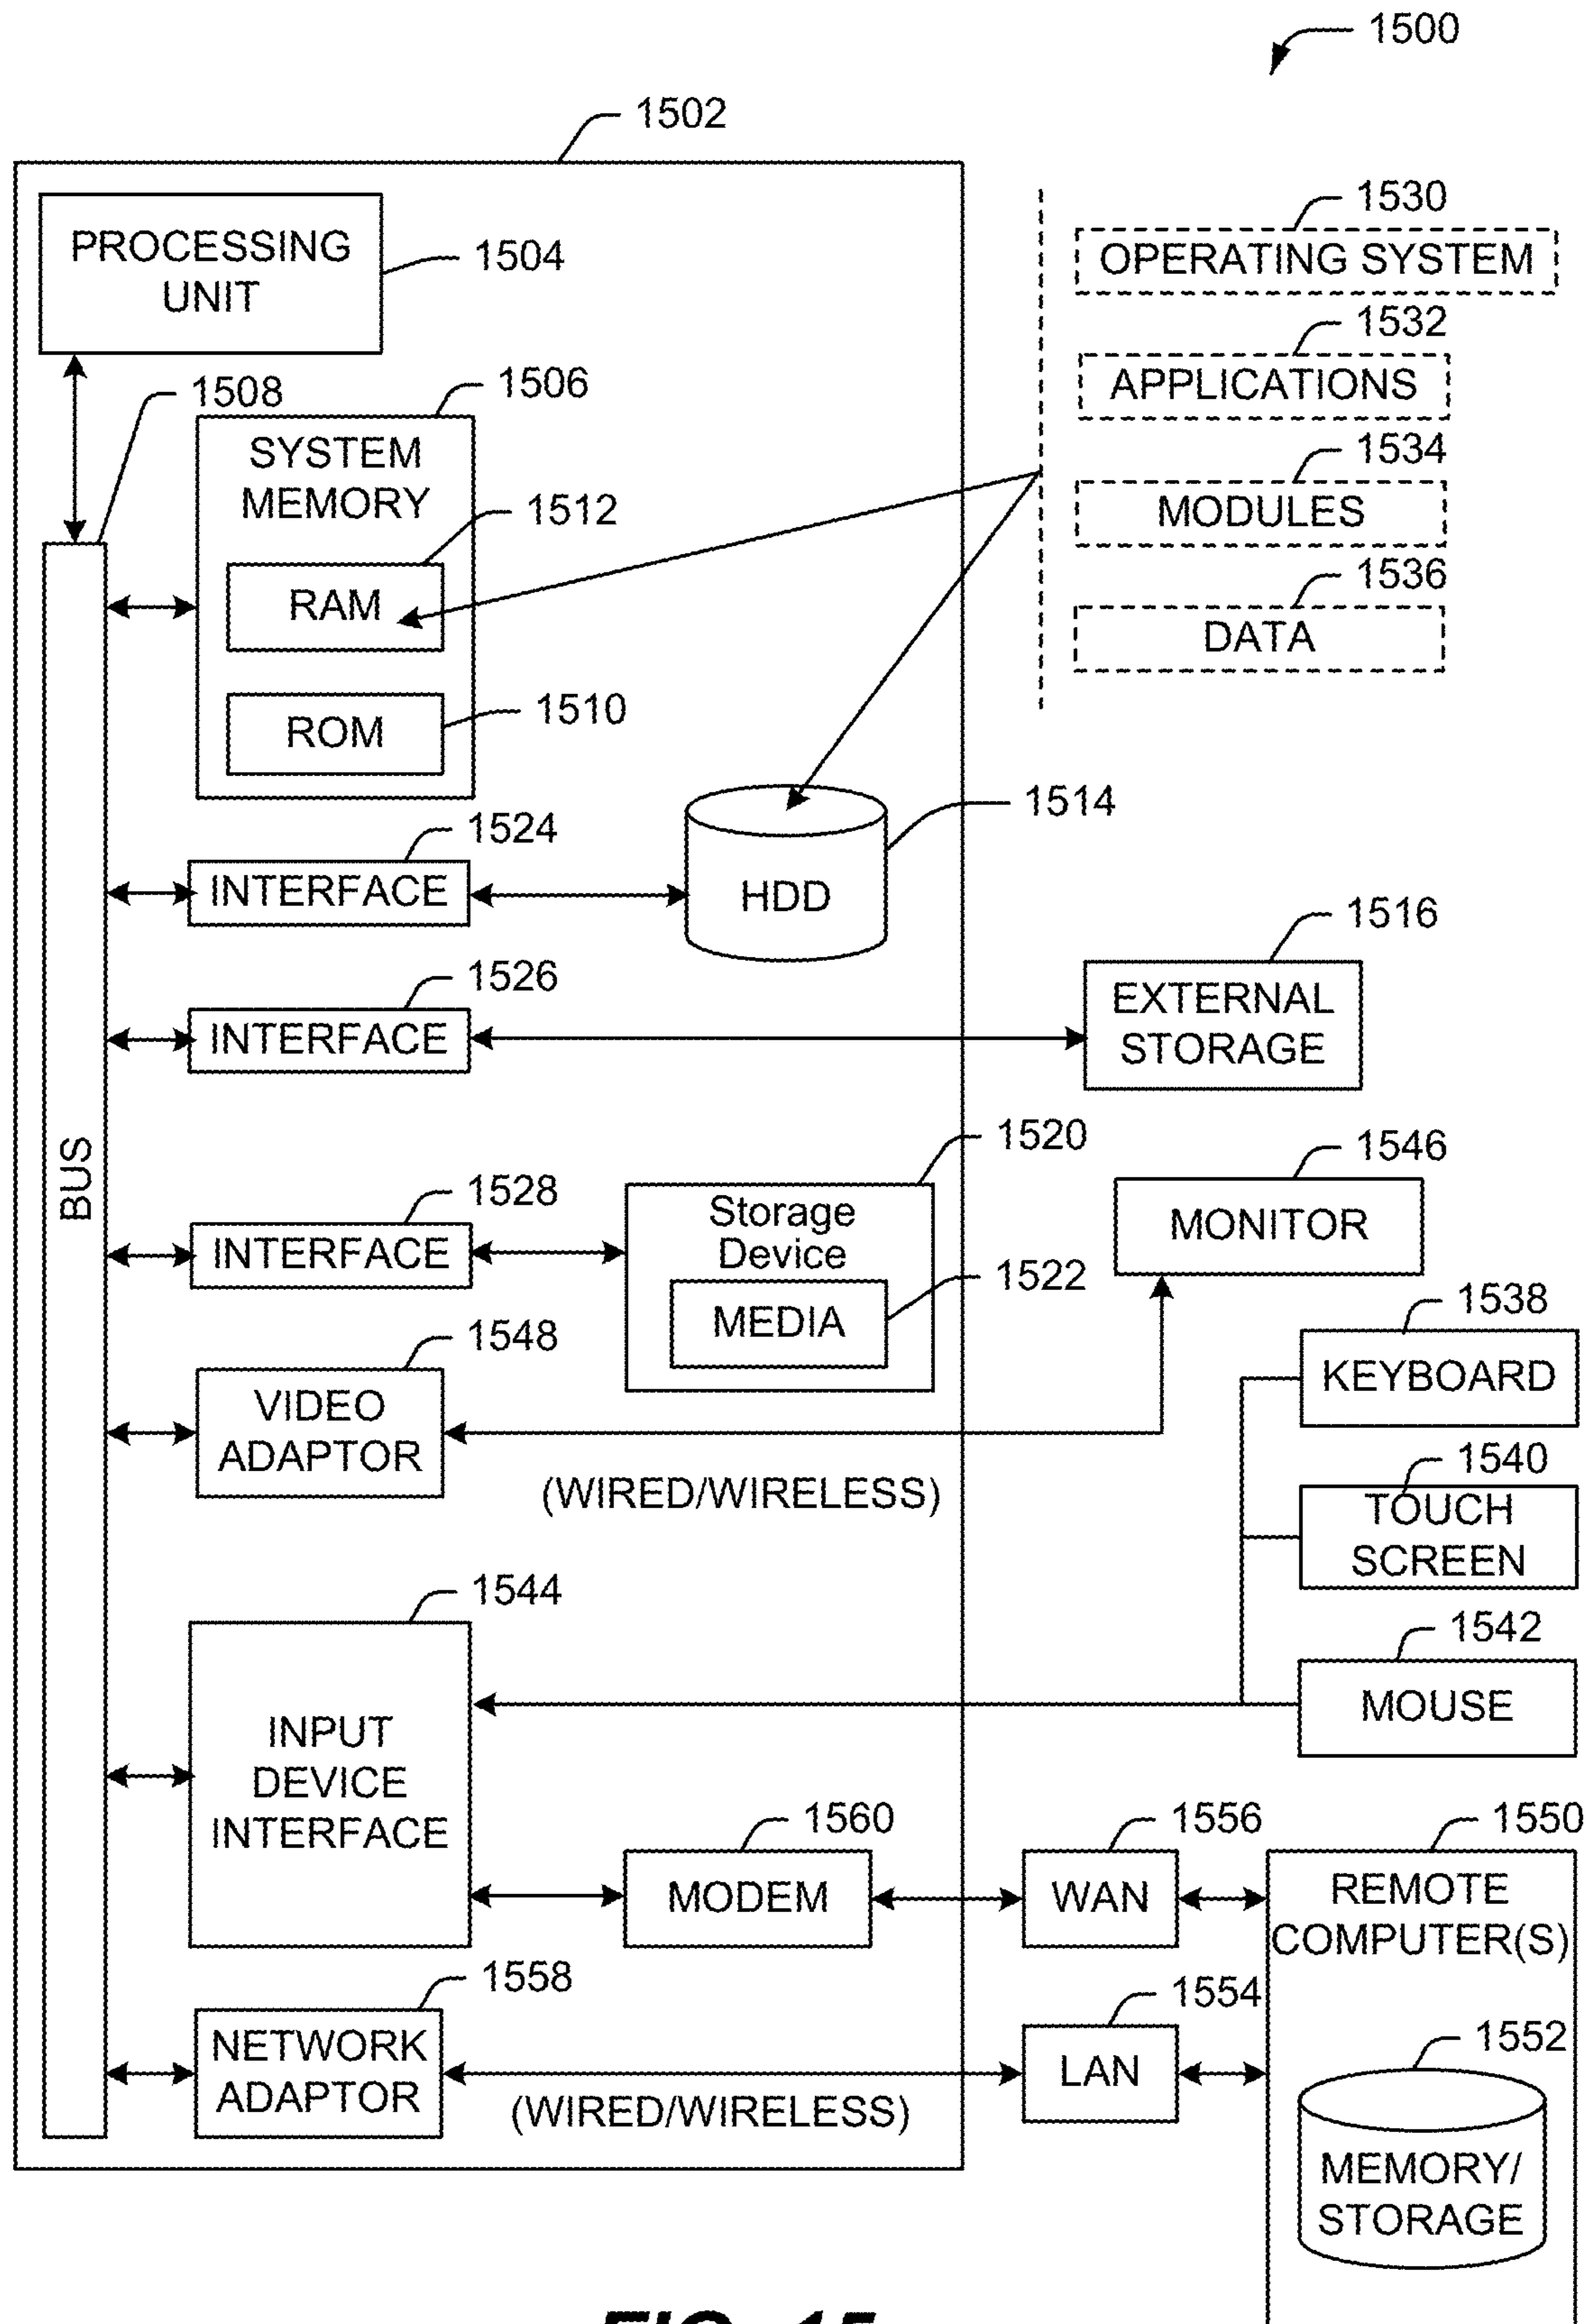 1500
1502
PROCESSING
UNIT
1504
1530
OPERATING SYSTEM
1532
APPLICATIONS
1534
MODULES
1536
DATA
1508
1506
SYSTEM
MEMORY
1512
RAM
1510
ROM
1524
INTERFACE
1514
HDD
1526
INTERFACE
1516
EXTERNAL
STORAGE
BUS
1528
INTERFACE
1520
Storage
Device
1522
MEDIA
1546
MONITOR
1548
VIDEO
ADAPTOR
(WIRED/WIRELESS)
1538
KEYBOARD
1540
TOUCH
SCREEN
1542
MOUSE
1544
INPUT
DEVICE
INTERFACE
1560
MODEM
1556
WAN
1550
REMOTE
COMPUTER(S)
1558
NETWORK
ADAPTOR
(WIRED/WIRELESS)
1554
LAN
1552
MEMORY/
STORAGE
FIG. 15